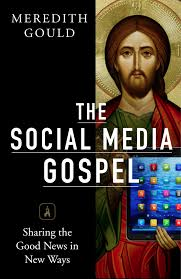 MEREDITH
GOULD
THE
SOCIAL MEDIA
GOSPEL
Sharing the
Good News in
New Ways